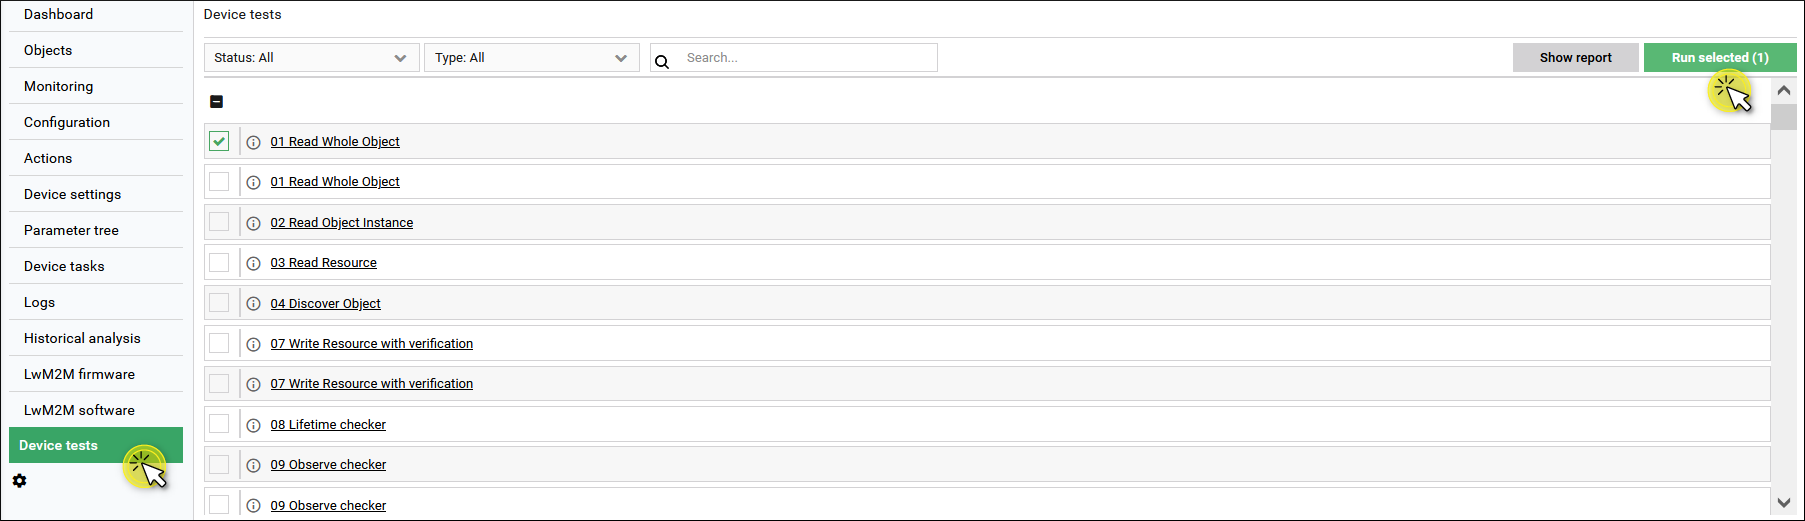 Dashboard
Objects
Monitoring
Configuration
Actions
Device settings
Parameter tree
Device tasks
Logs
Historical analysis
LwM2M firmware
LwM2M software
Device tests
Device tests
Status: All
Type: All
Search...
Show report
Run selected (1)
01 Read Whole Object
01 Read Whole Object
02 Read Object Instance
03 Read Resource
04 Discover Object
07 Write Resource with verification
07 Write Resource with verification
08 Lifetime checker
09 Observe checker
09 Observe checker